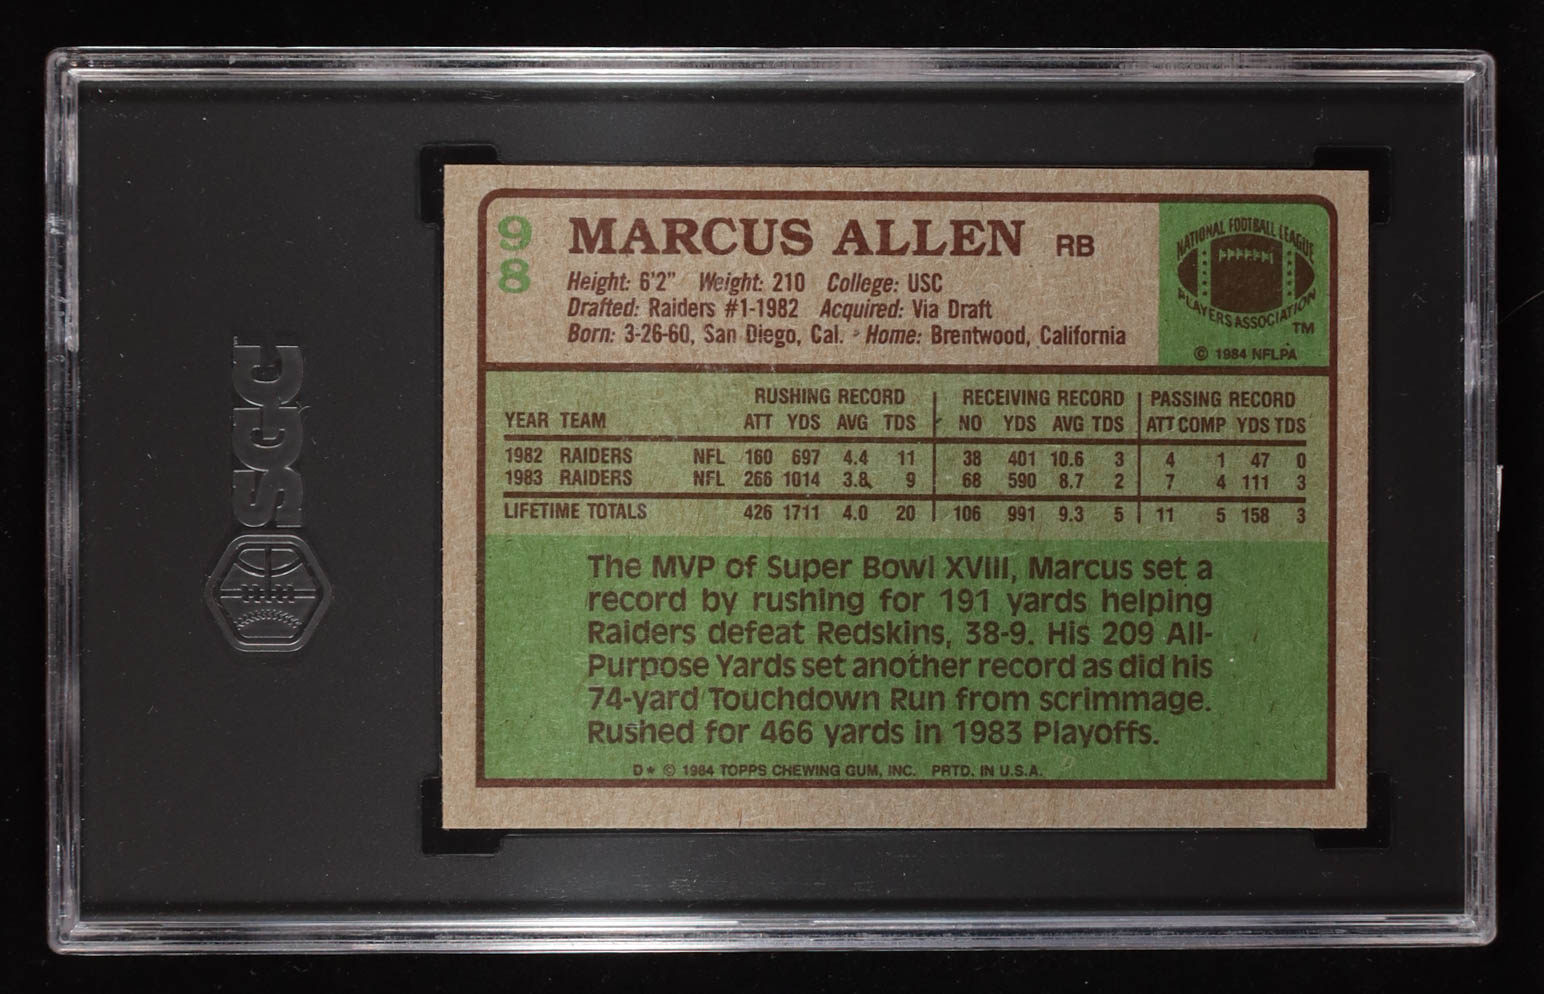 SGC
98
MARCUS ALLEN RB
Height: 6'2" Weight: 210 College: USC
Drafted: Raiders #1-1982 Acquired: Via Draft
Born: 3-26-60, San Diego, Cal. Home: Brentwood, California
NATIONAL FOOTBALL LEAGUE
PLAYERS ASSOCIATION
TM
© 1984 NFLPA
RUSHING RECORD RECEIVING RECORD PASSING RECORD
YEAR TEAM ATT YDS AVG TDS NO YDS AVG TDS ATT COMP YDS TDS
1982 RAIDERS NFL 160 697 4.4 11 38 401 10.6 3 4 1 47 0
1983 RAIDERS NFL 266 1014 3.8 9 68 590 8.7 2 7 4 111 3
LIFETIME TOTALS 426 1711 4.0 20 106 991 9.3 5 11 5 158 3
The MVP of Super Bowl XVIII, Marcus set a
record by rushing for 191 yards helping
Raiders defeat Redskins, 38-9. His 209 All-
Purpose Yards set another record as did his
74-yard Touchdown Run from scrimmage.
Rushed for 466 yards in 1983 Playoffs.
D* © 1984 TOPPS CHEWING GUM, INC. PRTD. IN U.S.A.